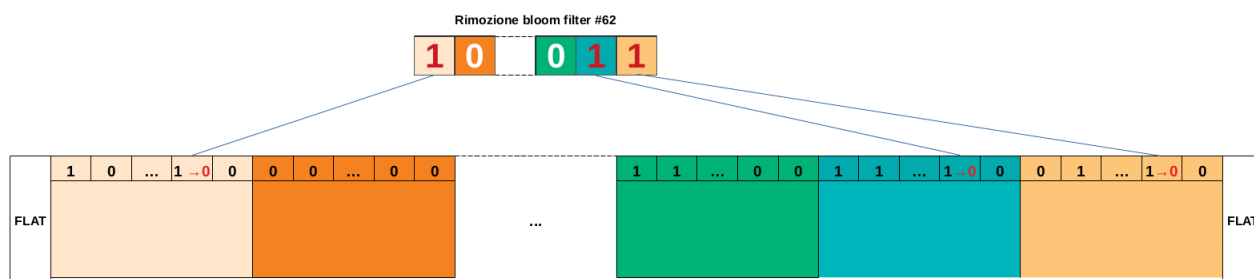 Rimozione bloom filter #62
1 0 0 1 1
1 0 ... 1 →0 0 0 0 ... 0 0 1 1 ... 0 0 1 1 ... 1→0 0 0 1 ... 1→0 0
FLAT ... FLAT